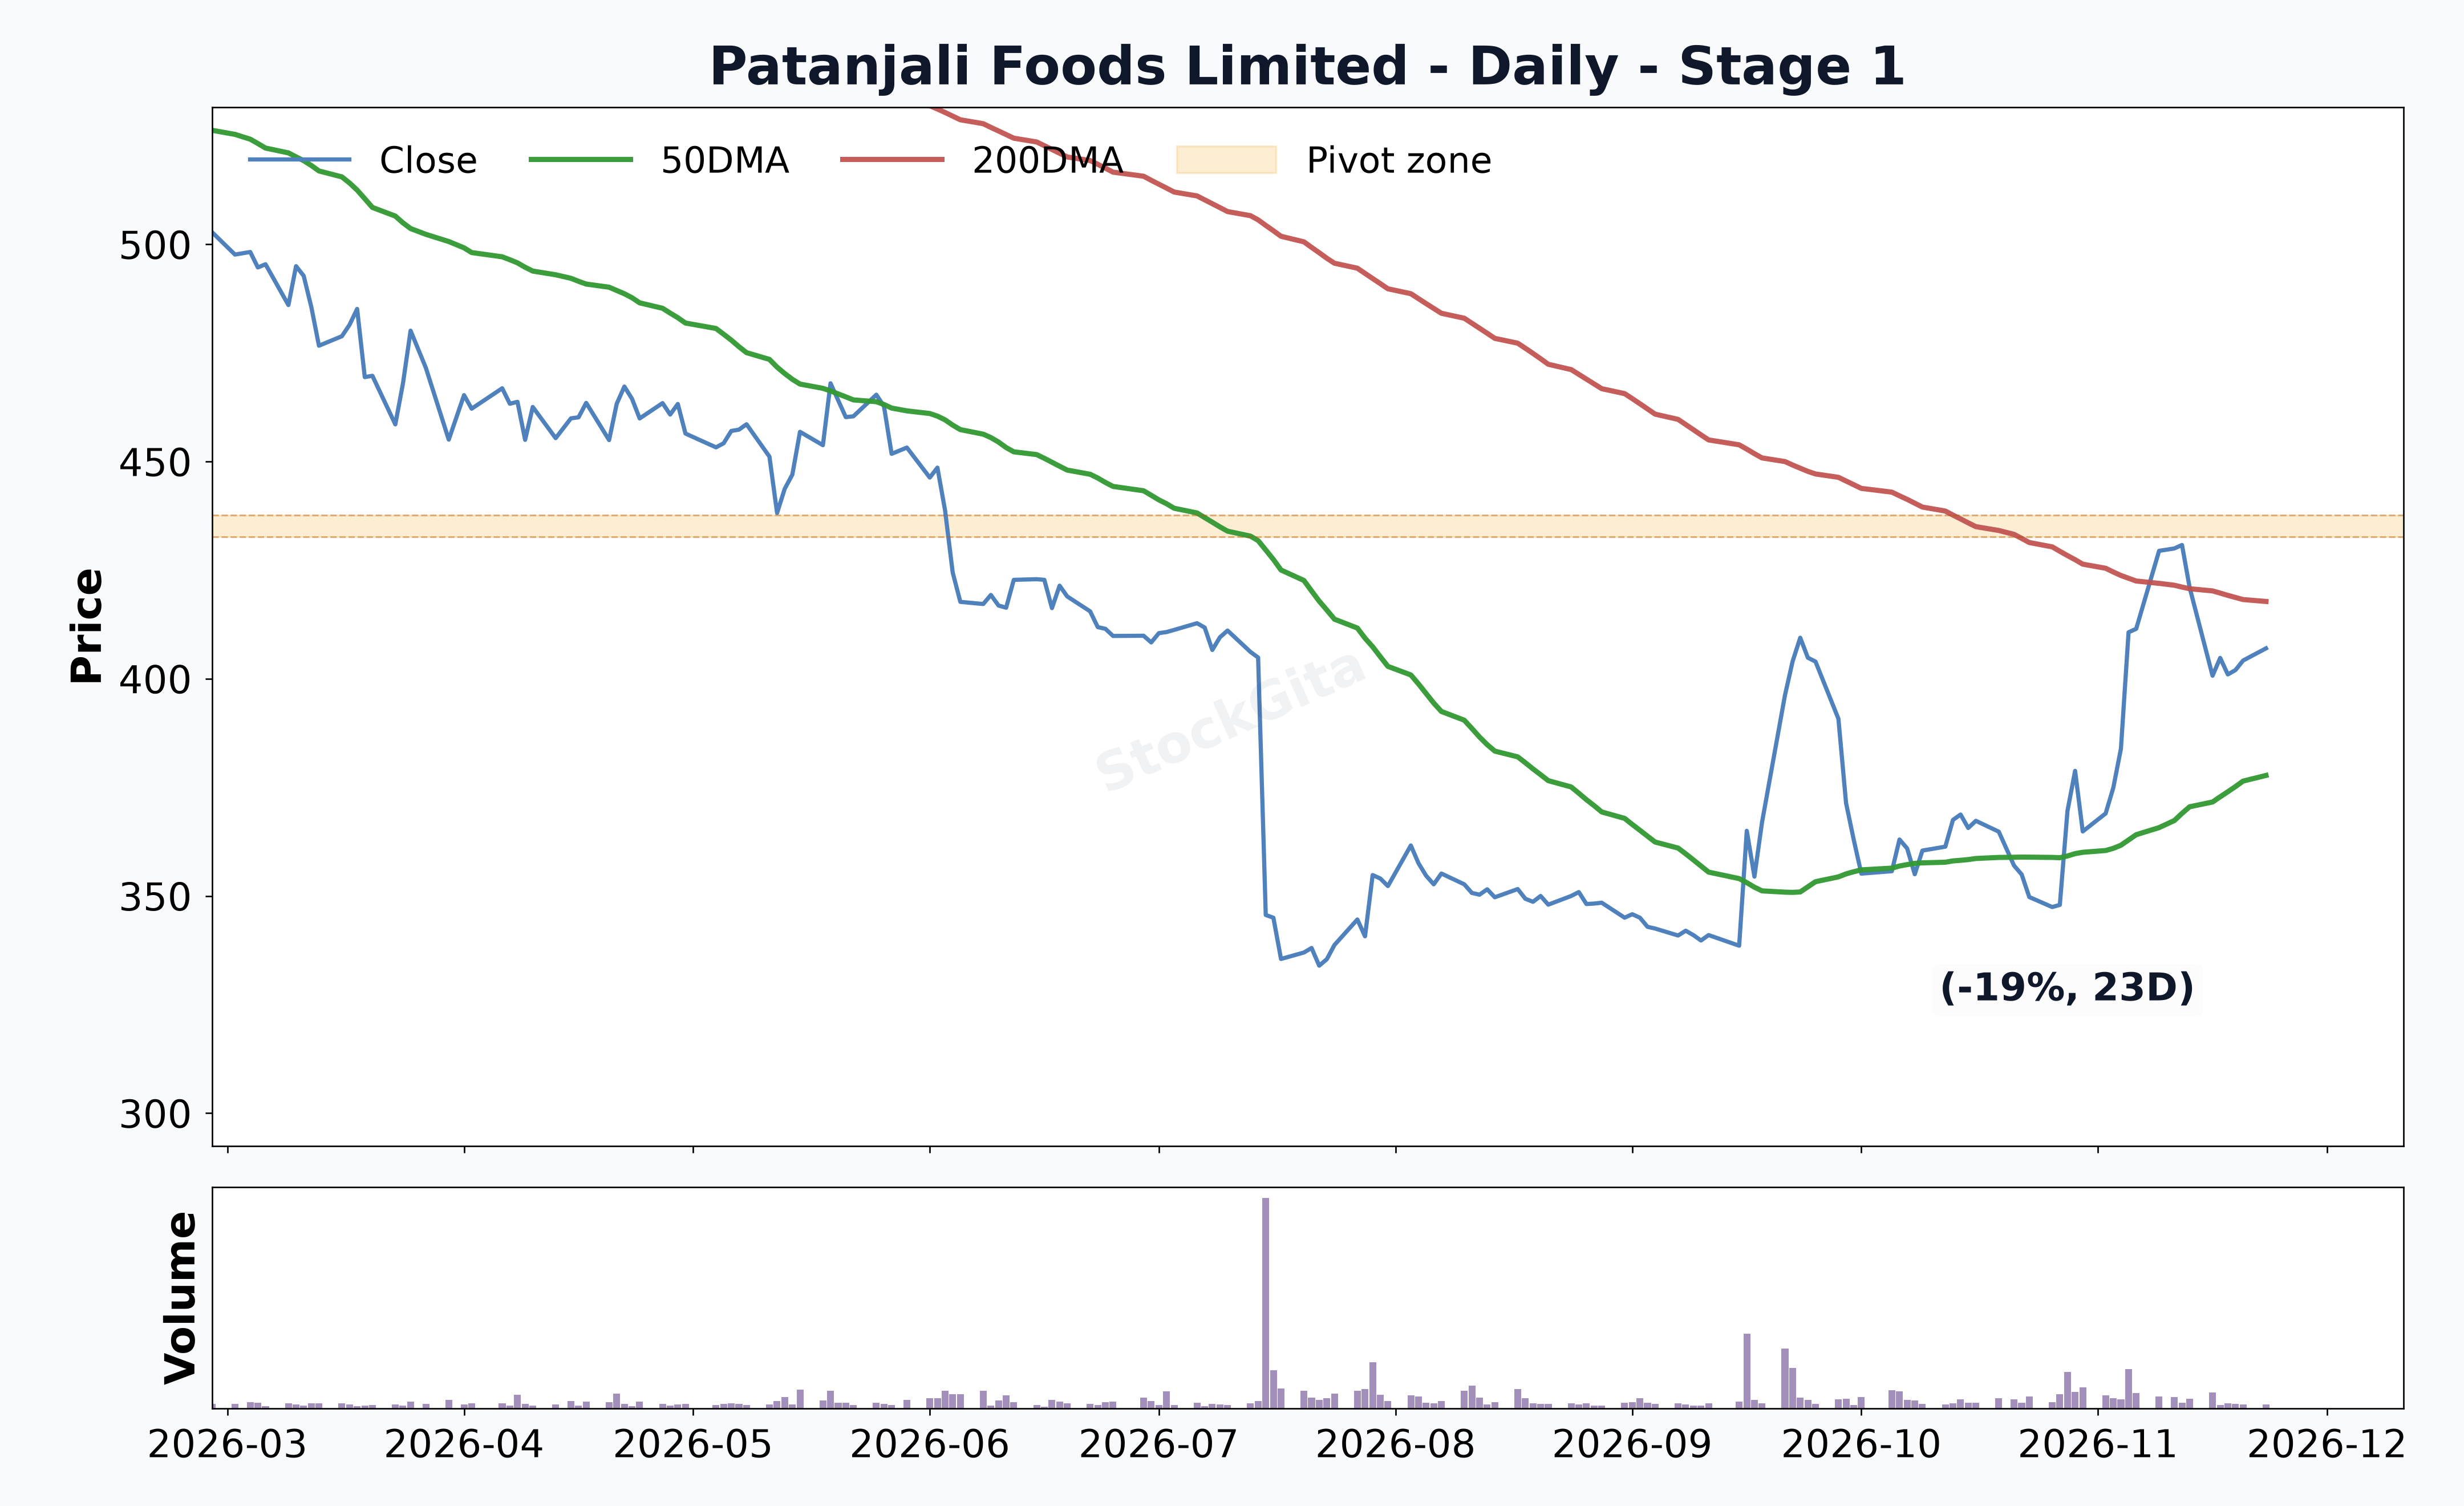 Patanjali Foods Limited - Daily - Stage 1
Close 50DMA 200DMA Pivot zone
500
450
400
350
300
Price
StockGita
(-19%, 23D)
Volume
2026-03 2026-04 2026-05 2026-06 2026-07 2026-08 2026-09 2026-10 2026-11 2026-12